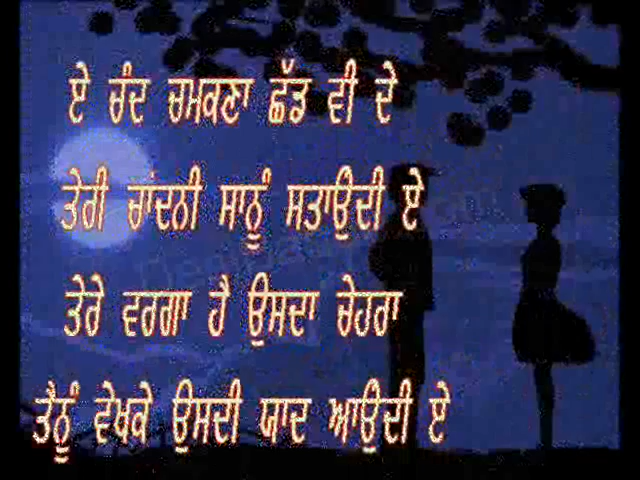 ਏ ਚੰਦ ਚਮਕਣਾ ਛੱਡ ਵੀ ਦੇ
ਤੇਰੀ ਚਾਂਦਨੀ ਸਾਨੂੰ ਸਤਾਉਂਦੀ ਏ
ਤੇਰੇ ਵਰਗਾ ਹੈ ਉਸਦਾ ਚੇਹਰਾ
ਤੈਨੂੰ ਵੇਖਕੇ ਉਸਦੀ ਯਾਦ ਆਉਂਦੀ ਏ